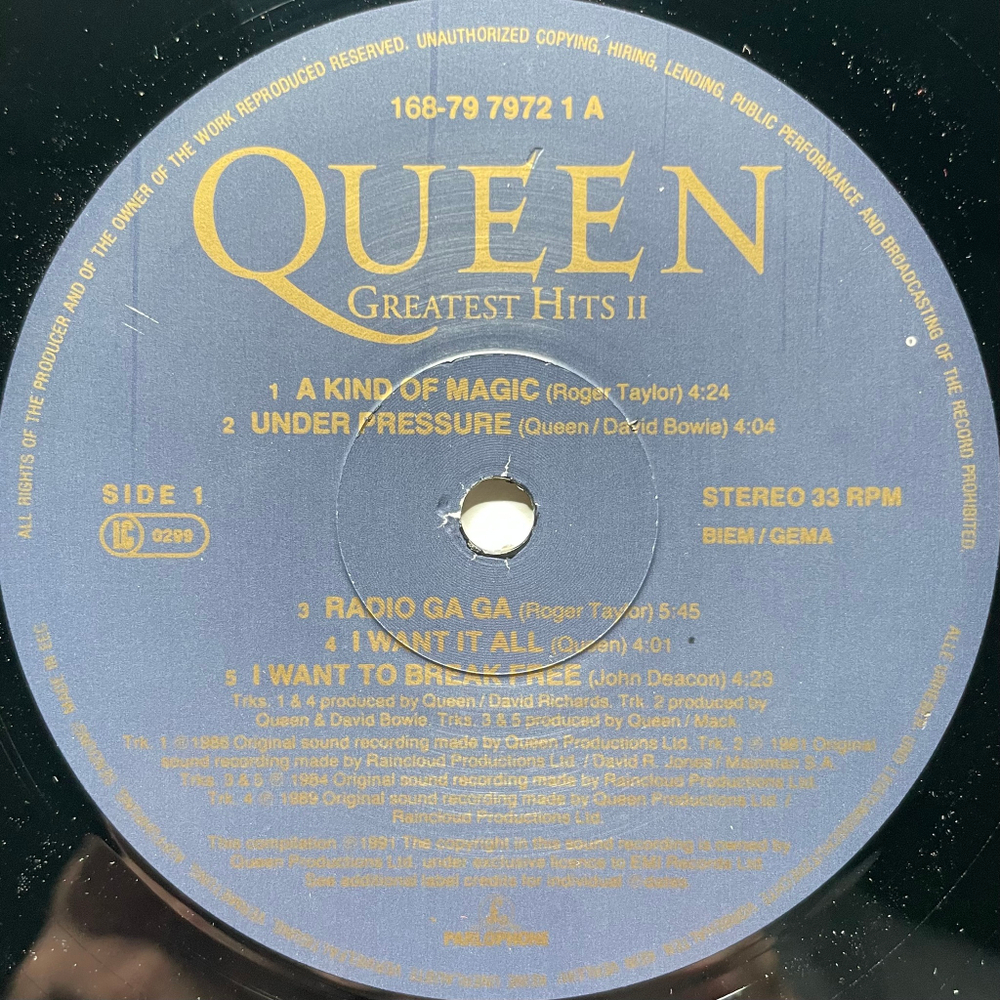 ALL RIGHTS OF THE PRODUCER AND OF THE OWNER OF THE WORK REPRODUCED RESERVED. UNAUTHORIZED COPYING, HIRING, LENDING, PUBLIC PERFORMANCE AND BROADCASTING OF THE RECORD PROHIBITED.
168-79 7972 1 A
QUEEN
GREATEST HITS II
1 A KIND OF MAGIC (Roger Taylor) 4:24
2 UNDER PRESSURE (Queen / David Bowie) 4:04
SIDE 1
STEREO 33 RPM
LC 0299
BIEM / GEMA
3 RADIO GA GA (Roger Taylor) 5:45
4 I WANT IT ALL (Queen) 4:01
5 I WANT TO BREAK FREE (John Deacon) 4:23
Trks. 1 & 4 produced by Queen / David Richards. Trk. 2 produced by
Queen & David Bowie. Trks. 3 & 5 produced by Queen / Mack
Trk. 1 ℗ 1986 Original sound recording made by Queen Productions Ltd. Trk. 2 ℗ 1981 Original
sound recording made by Raincloud Productions Ltd. / David R. Jones / Mainman S.A.
Trks. 3 & 5 ℗ 1984 Original sound recording made by Raincloud Productions Ltd.
Trk. 4 ℗ 1989 Original sound recording made by Queen Productions Ltd. /
Raincloud Productions Ltd.
This compilation ℗ 1991 The copyright in this sound recording is owned by
Queen Productions Ltd. under exclusive licence to EMI Records Ltd
See additional label credits for individual
PARLOPHONE
MADE IN EEC